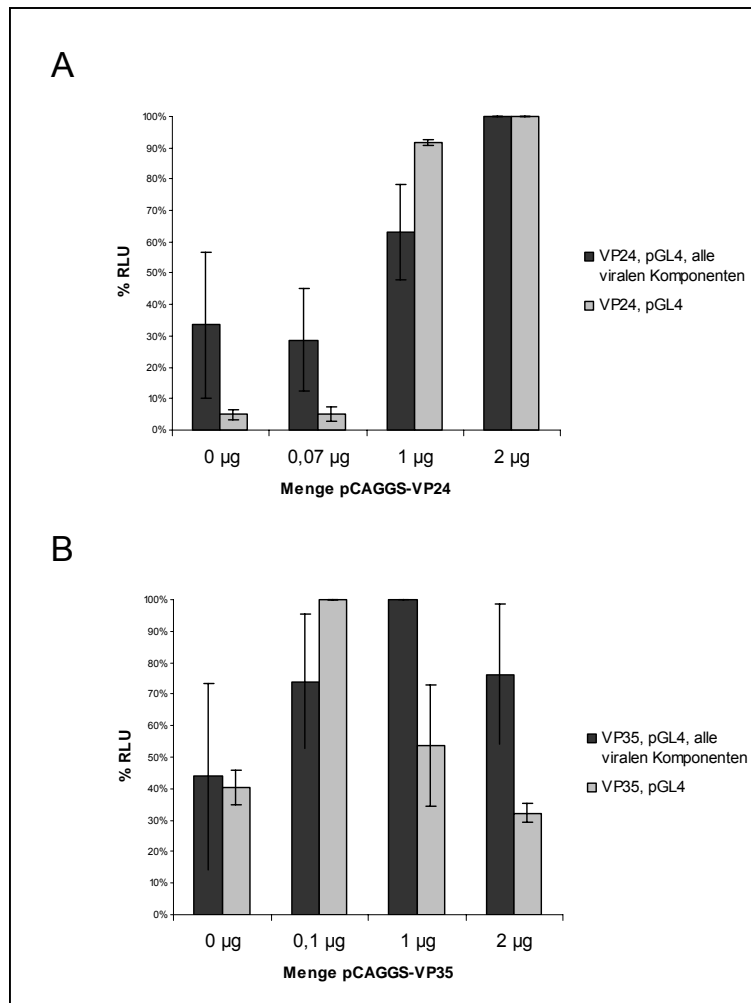 A
100%
90%
80%
70%
60%
50%
40%
30%
20%
10%
0%
% RLU
0 µg
0,07 µg
1 µg
2 µg
Menge pCAGGS-VP24
VP24, pGL4, alle
viralen Komponenten
VP24, pGL4
B
100%
90%
80%
70%
60%
50%
40%
30%
20%
10%
0%
% RLU
0 µg
0,1 µg
1 µg
2 µg
Menge pCAGGS-VP35
VP35, pGL4, alle
viralen Komponenten
VP35, pGL4